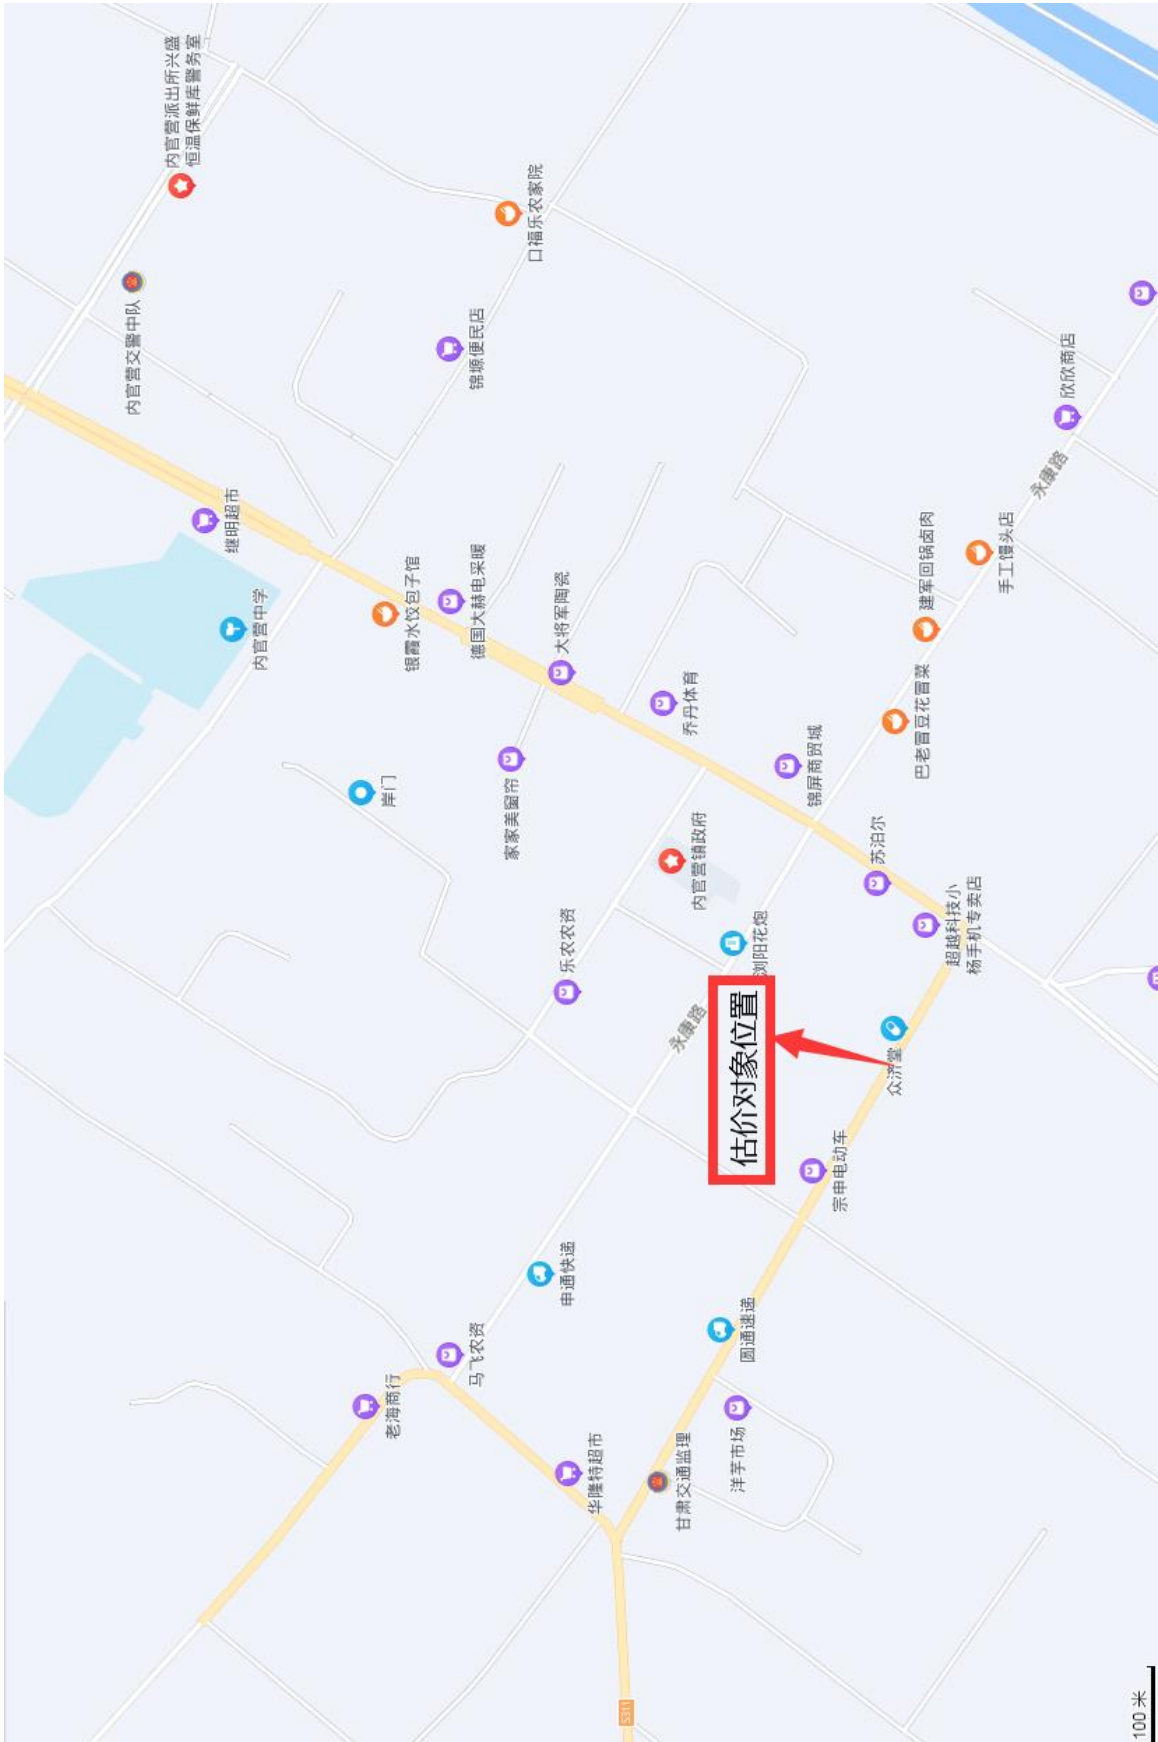 内官营派出所兴盛
恒温保鲜库警务室
内官营交警中队
口福乐农家院
锦塬便民店
继明超市
内官营中学
银霞水饺包子馆
德国大赫电采暖
大将军陶瓷
欣欣商店
永康路
手工馒头店
建军回锅卤肉
巴老冒豆花冒菜
乔丹体育
锦屏商贸城
岸门
家家美窗帘
内官营镇政府
苏泊尔
超越科技小
杨手机专卖店
乐农农资
浏阳花炮
永康路
估价对象位置
众济堂
宗申电动车
申通快递
圆通速递
马飞农资
老海商行
华隆特超市
甘肃交通监理
洋芋市场
S311
100 米